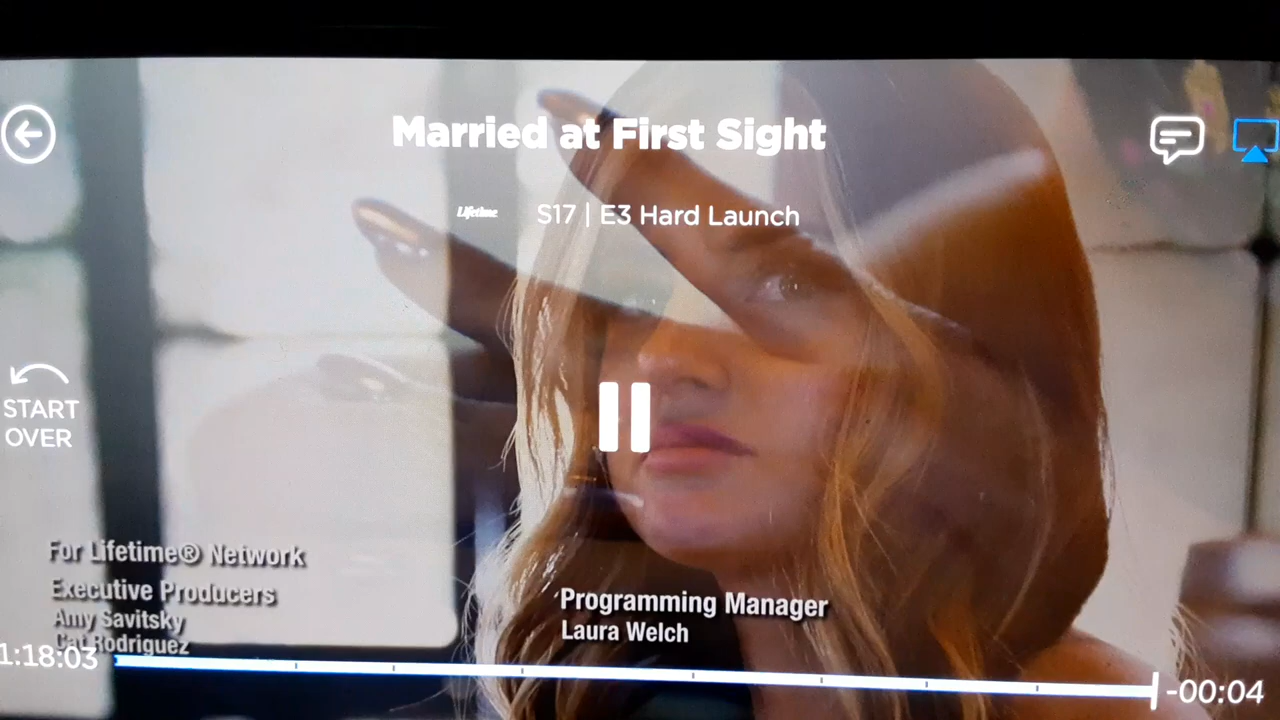 Married at First Sight
Lifetime S17 | E3 Hard Launch
START
OVER
For Lifetime® Network
Executive Producers
Amy Savitsky
Cat Rodriguez
Programming Manager
Laura Welch
1:18:03
-00:04